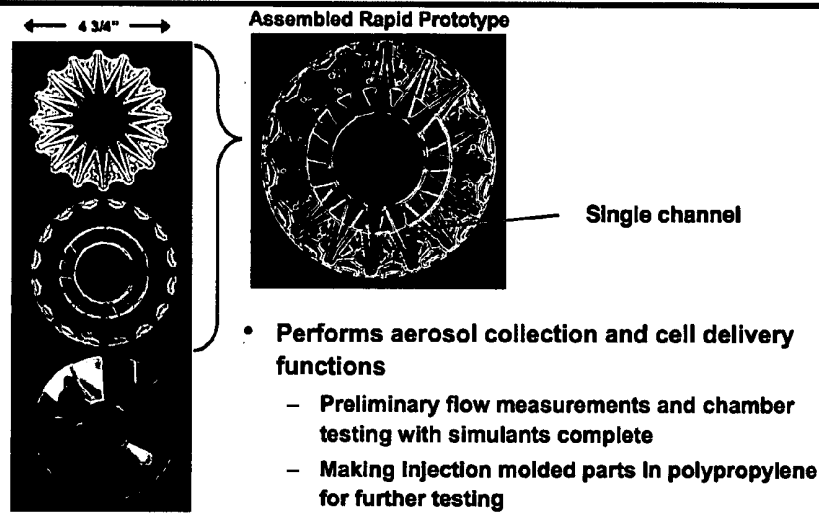 4 3/4"
Assembled Rapid Prototype
Single channel
• Performs aerosol collection and cell delivery
functions
– Preliminary flow measurements and chamber
testing with simulants complete
– Making injection molded parts in polypropylene
for further testing